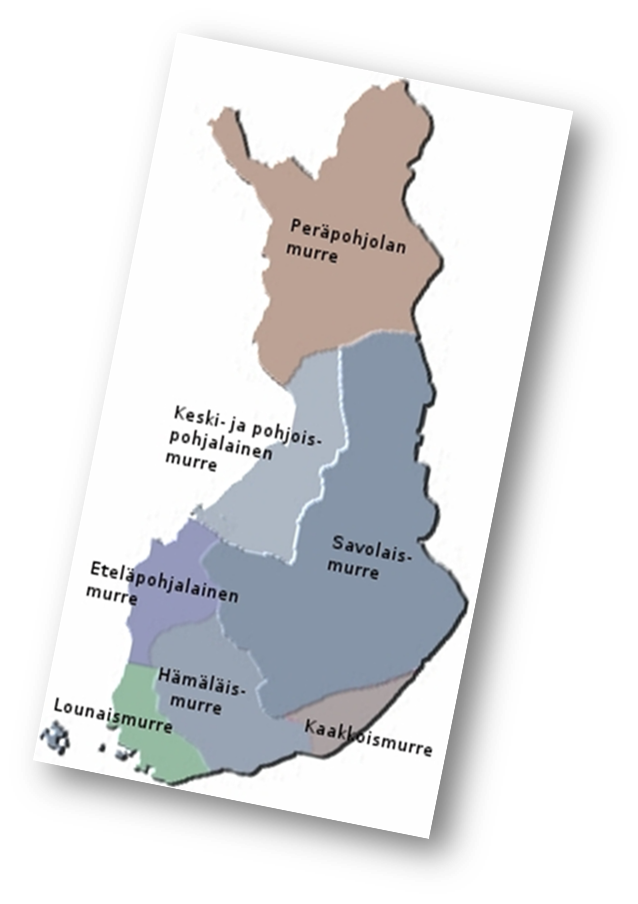 Peräpohjolan
murre
Keski- ja pohjois-
pohjalainen
murre
Savolais-
murre
Eteläpohjalainen
murre
Hämäläis-
murre
Lounaismurre
Kaakkoismurre